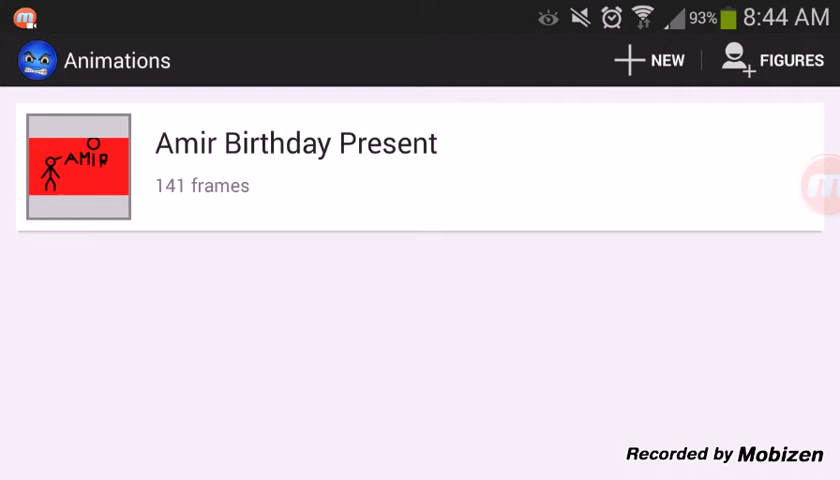 93% 8:44 AM
Animations NEW FIGURES
AMIR
Amir Birthday Present
141 frames
Recorded by Mobizen